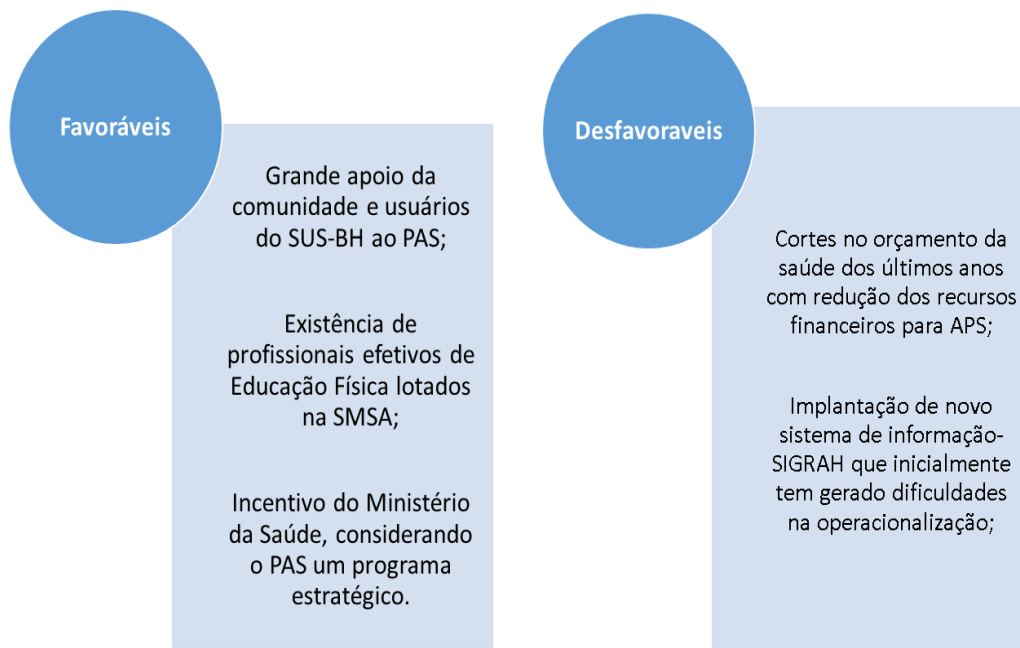 Favoráveis
Grande apoio da
comunidade e usuários
do SUS-BH ao PAS;
Existência de
profissionais efetivos de
Educação Física lotados
na SMSA;
Incentivo do Ministério
da Saúde, considerando
o PAS um programa
estratégico.
Desfavoraveis
Cortes no orçamento da
saúde dos últimos anos
com redução dos recursos
financeiros para APS;
Implantação de novo
sistema de informação-
SIGRAH que inicialmente
tem gerado dificuldades
na operacionalização;